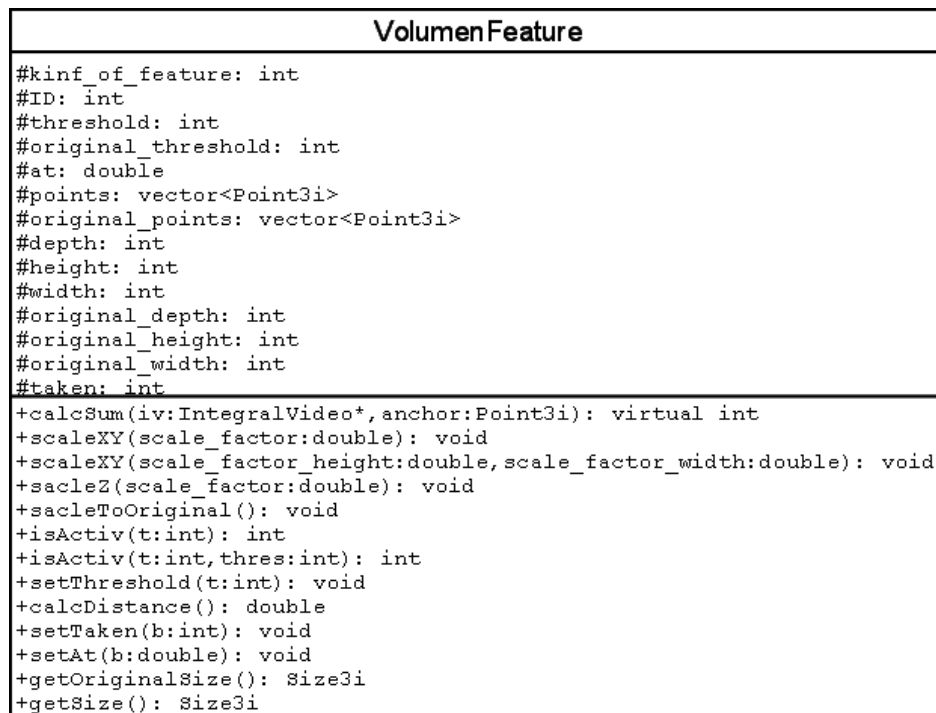 VolumenFeature
#kinf_of_feature: int
#ID: int
#threshold: int
#original_threshold: int
#at: double
#points: vector<Point3i>
#original_points: vector<Point3i>
#depth: int
#height: int
#width: int
#original_depth: int
#original_height: int
#original_width: int
#taken: int
+calcSum(iv:IntegralVideo*,anchor:Point3i): virtual int
+scaleXY(scale_factor:double): void
+scaleXY(scale_factor_height:double,scale_factor_width:double): void
+sacleZ(scale_factor:double): void
+sacleToOriginal(): void
+isActiv(t:int): int
+isActiv(t:int,thres:int): int
+setThreshold(t:int): void
+calcDistance(): double
+setTaken(b:int): void
+setAt(b:double): void
+getOriginalSize(): Size3i
+getSize(): Size3i